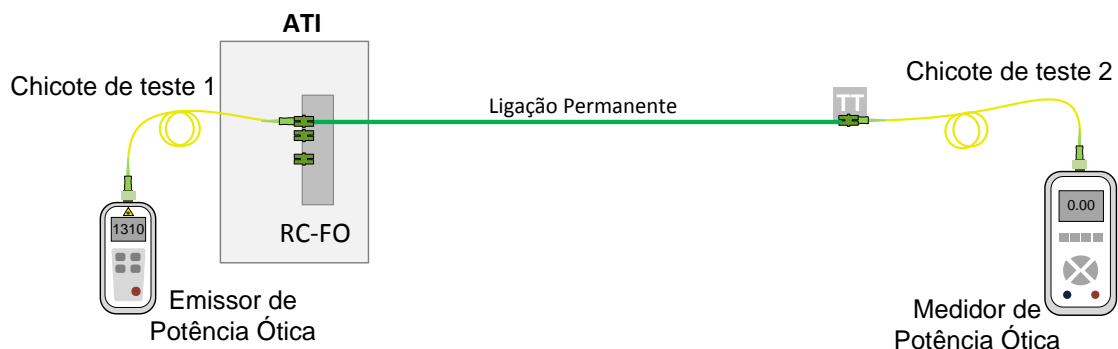 ATI
Chicote de teste 1
Ligação Permanente
TT
Chicote de teste 2
1310
RC-FO
0.00
Emissor de
Potência Ótica
Medidor de
Potência Ótica